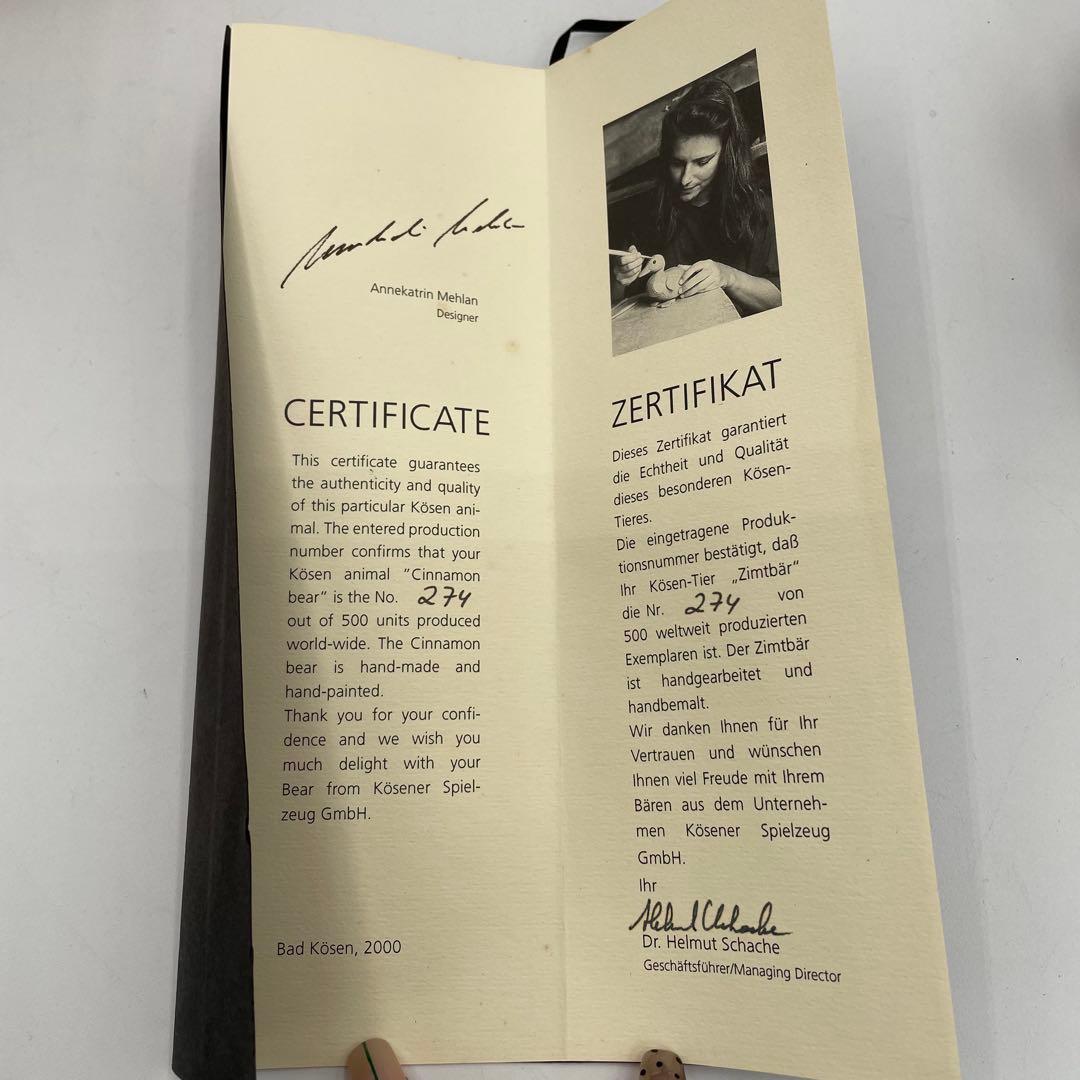 Annekatrin Mehlan
Annekatrin Mehlan
Designer
CERTIFICATE
This certificate guarantees
the authenticity and quality
of this particular Kösen ani-
mal. The entered production
number confirms that your
Kösen animal "Cinnamon
bear" is the No. 274
out of 500 units produced
world-wide. The Cinnamon
bear is hand-made and
hand-painted.
Thank you for your confi-
dence and we wish you
much delight with your
Bear from Kösener Spiel-
zeug GmbH.
Bad Kösen, 2000
ZERTIFIKAT
Dieses Zertifikat garantiert
die Echtheit und Qualität
dieses besonderen Kösen-
Tieres.
Die eingetragene Produk-
tionsnummer bestätigt, daß
Ihr Kösen-Tier „Zimtbär"
die Nr. 274 von
500 weltweit produzierten
Exemplaren ist. Der Zimtbär
ist handgearbeitet und
handbemalt.
Wir danken Ihnen für Ihr
Vertrauen und wünschen
Ihnen viel Freude mit Ihrem
Bären aus dem Unterneh-
men Kösener Spielzeug
GmbH.
Ihr
Helmut Schache
Dr. Helmut Schache
Geschäftsführer/Managing Director